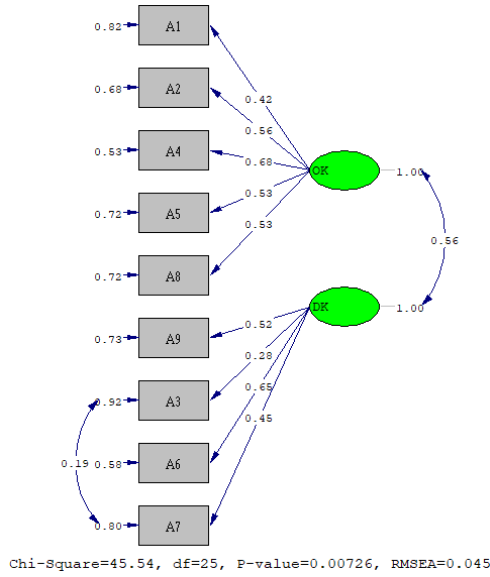 0.82 A1
0.68 A2
0.42
0.56
0.53 A4
0.68
OK 1.00
0.53
0.72 A5
0.53
0.56
0.72 A8
DK 1.00
0.73 A9
0.52
0.28
0.65
0.92 A3
0.45
0.19 0.58 A6
0.80 A7
Chi-Square=45.54, df=25, P-value=0.00726, RMSEA=0.045